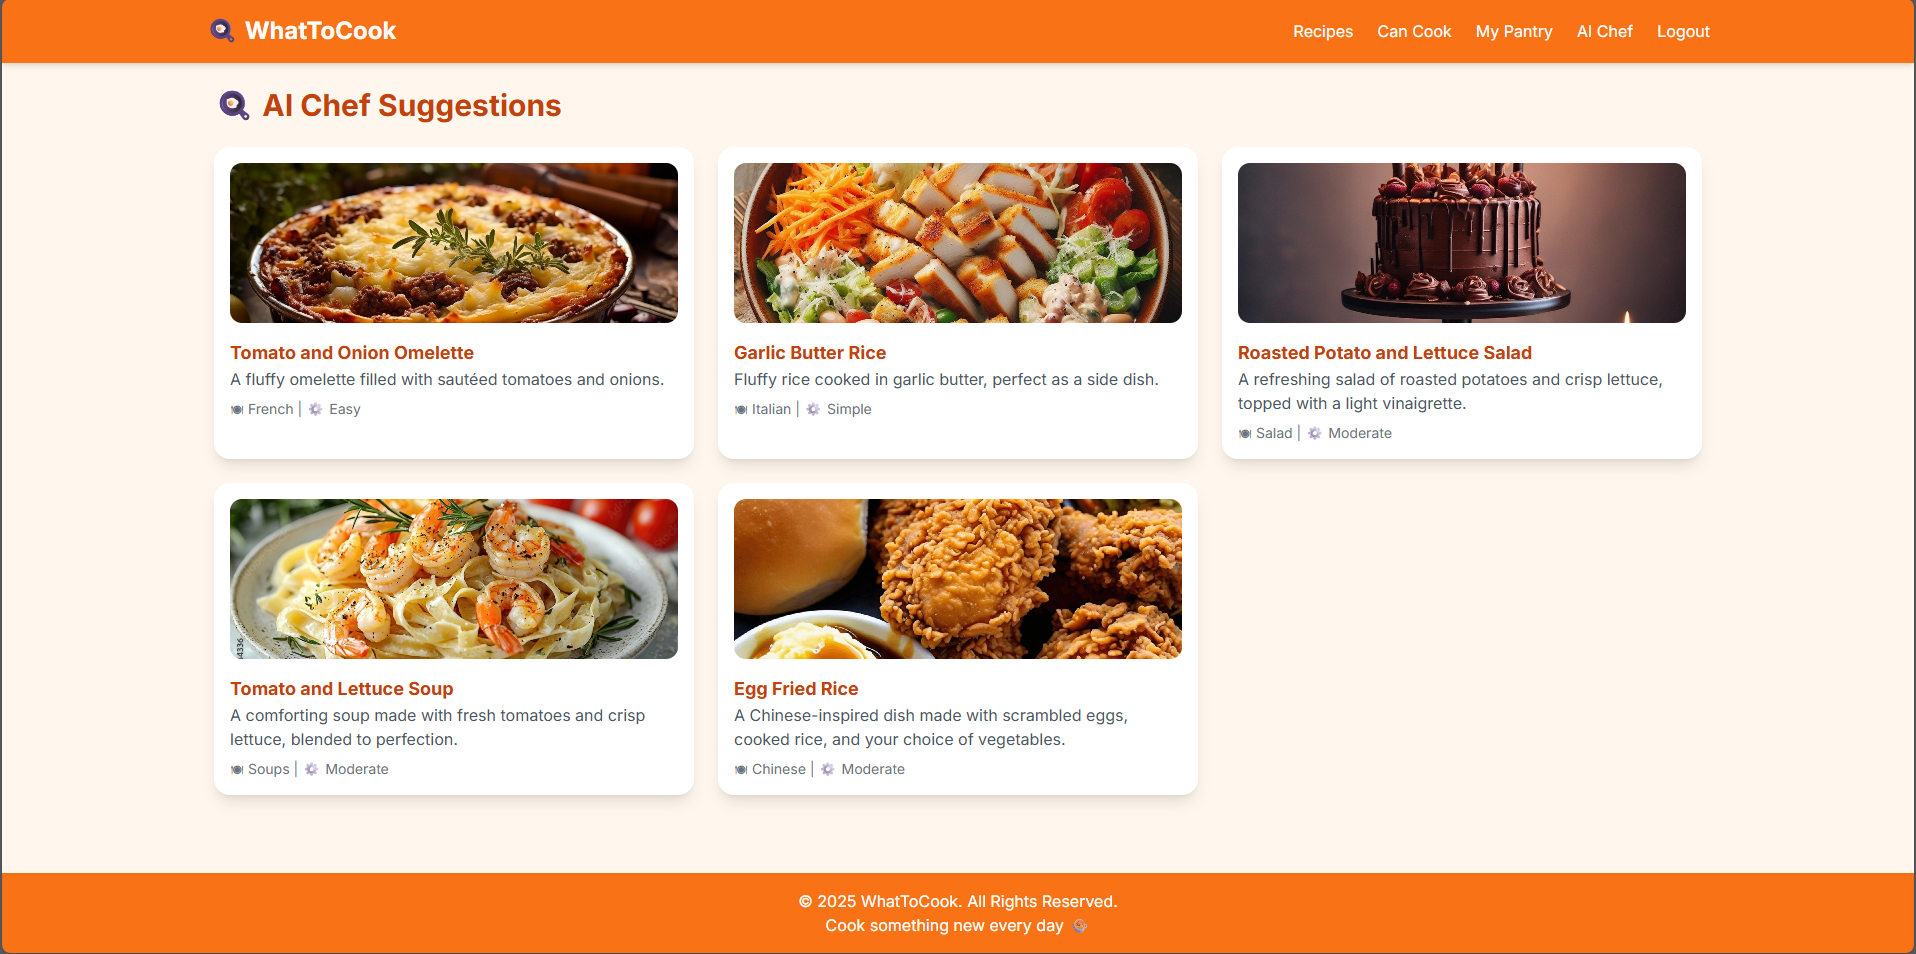 WhatToCook
Recipes Can Cook My Pantry AI Chef Logout
AI Chef Suggestions
Tomato and Onion Omelette
A fluffy omelette filled with sautéed tomatoes and onions.
French | Easy
Garlic Butter Rice
Fluffy rice cooked in garlic butter, perfect as a side dish.
Italian | Simple
Roasted Potato and Lettuce Salad
A refreshing salad of roasted potatoes and crisp lettuce,
topped with a light vinaigrette.
Salad | Moderate
Tomato and Lettuce Soup
A comforting soup made with fresh tomatoes and crisp
lettuce, blended to perfection.
Soups | Moderate
Egg Fried Rice
A Chinese-inspired dish made with scrambled eggs,
cooked rice, and your choice of vegetables.
Chinese | Moderate
© 2025 WhatToCook. All Rights Reserved.
Cook something new every day